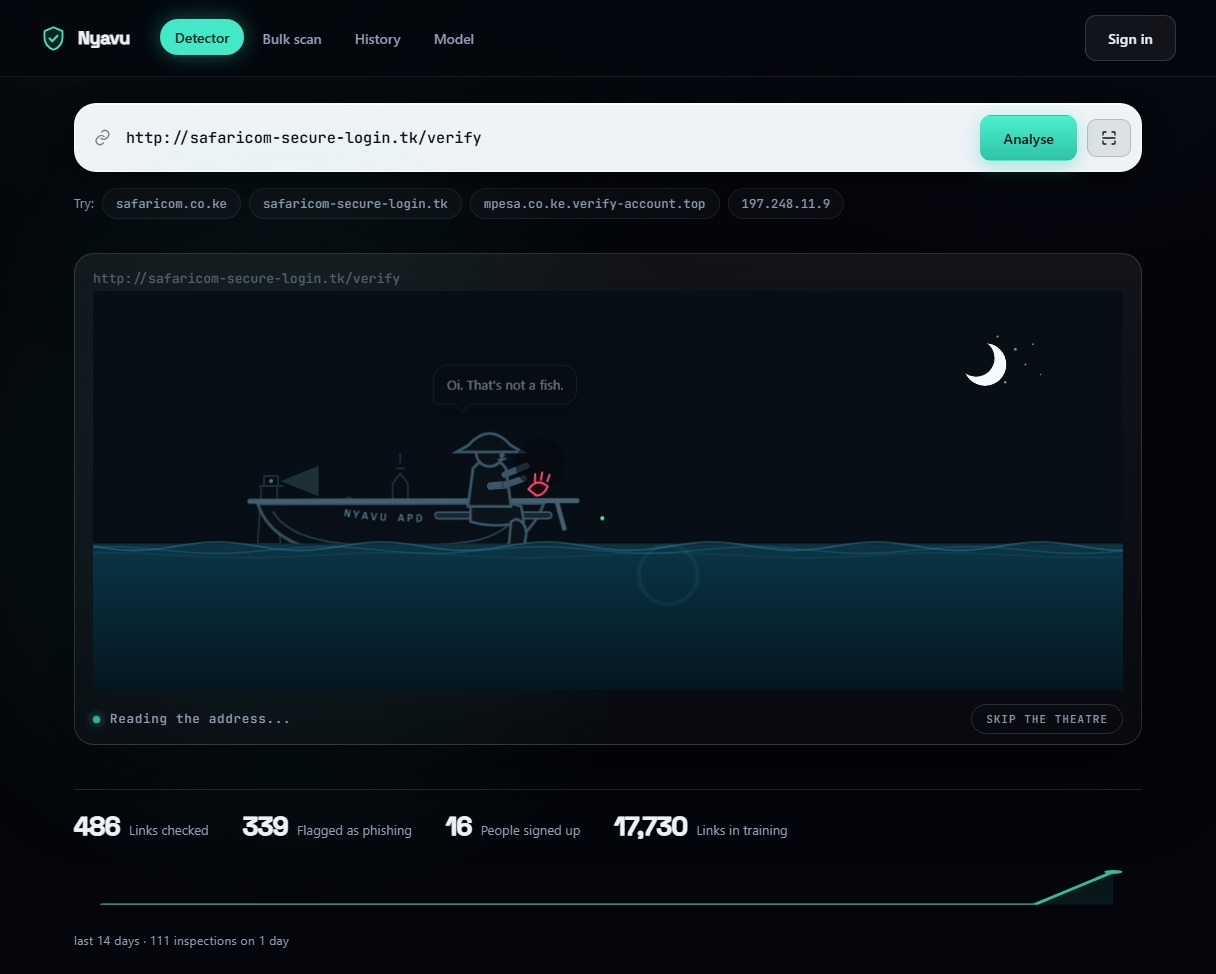 Nyavu
Detector
Bulk scan
History
Model
Sign in
http://safaricom-secure-login.tk/verify
Analyse
Try:
safaricom.co.ke
safaricom-secure-login.tk
mpesa.co.ke.verify-account.top
197.248.11.9
http://safaricom-secure-login.tk/verify
Oi. That's not a fish.
NYAVU APD
Reading the address...
SKIP THE THEATRE
486 Links checked
339 Flagged as phishing
16 People signed up
17,730 Links in training
last 14 days · 111 inspections on 1 day